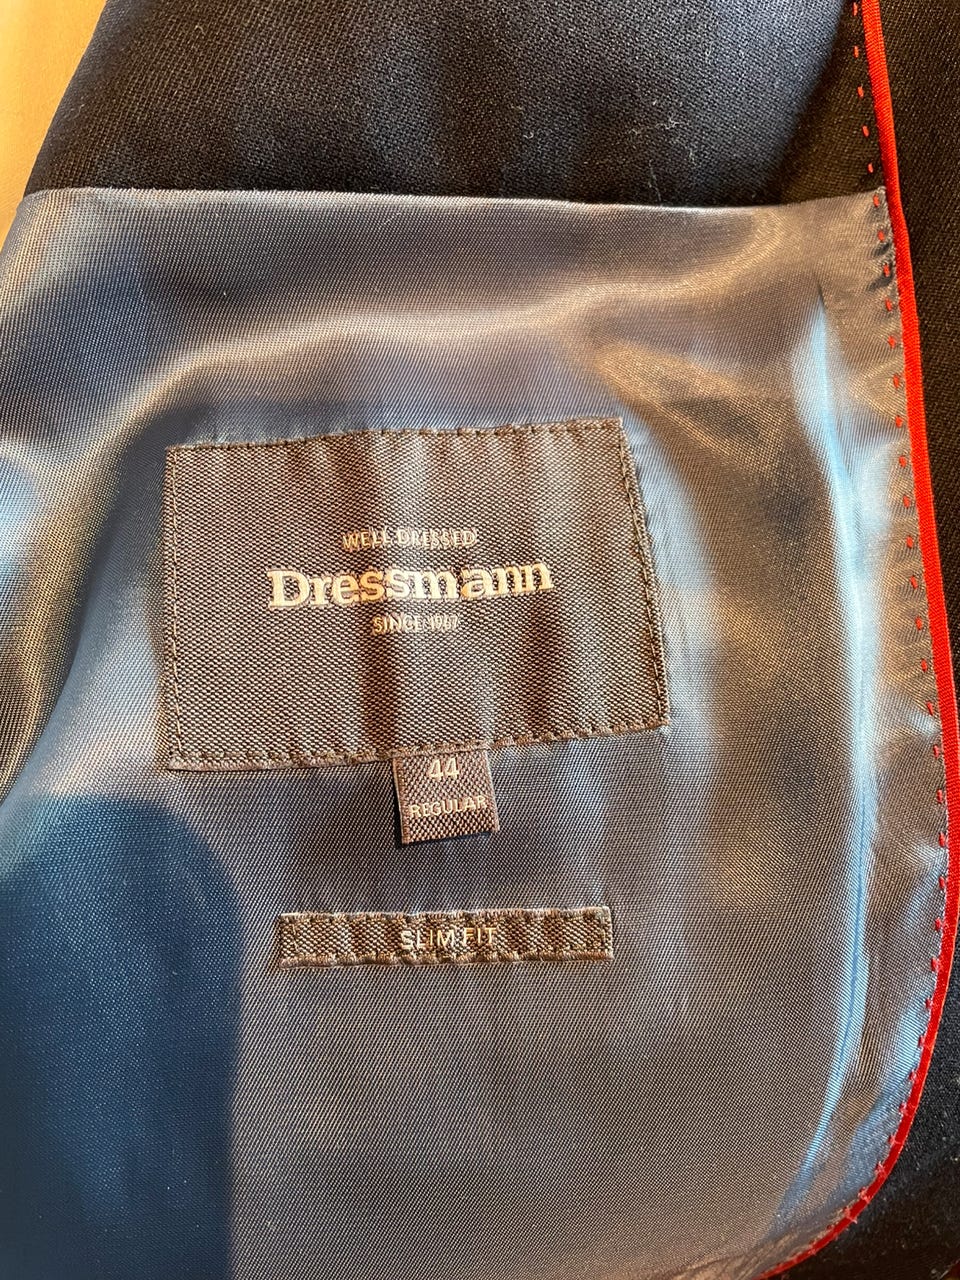 WELL DRESSED
Dressmann
SINCE 1967
44
REGULAR
SLIM FIT